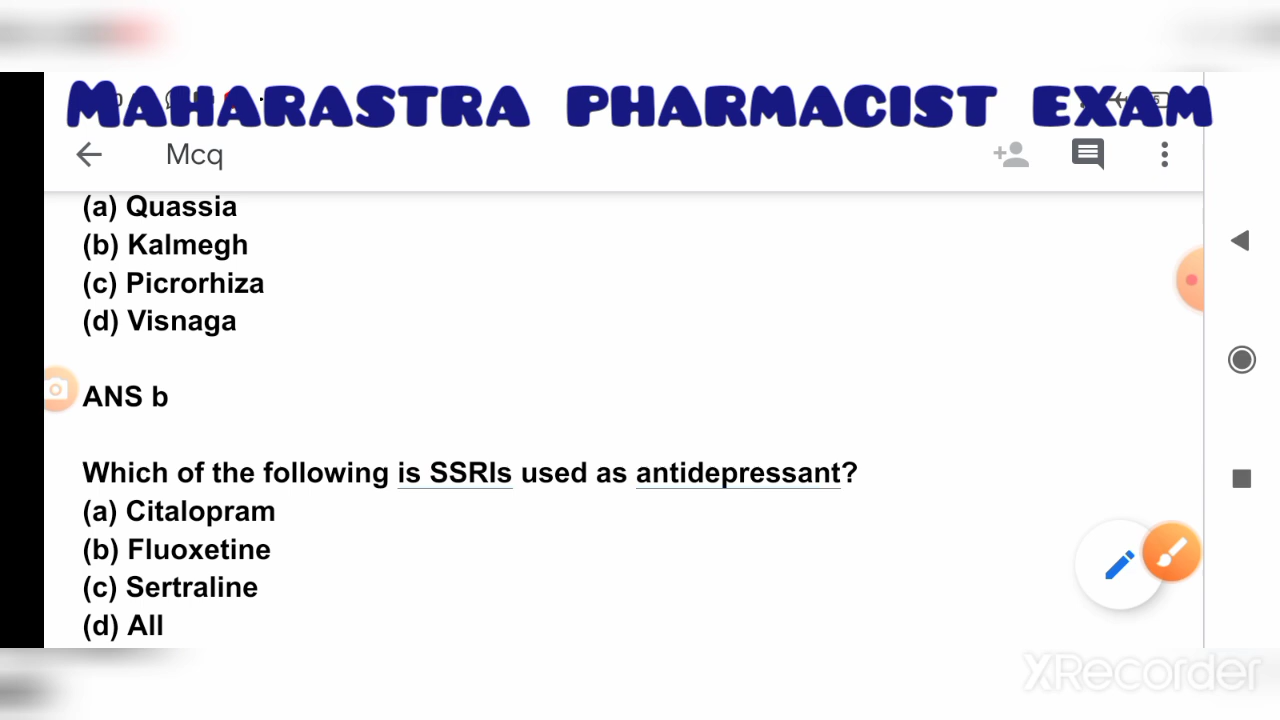 MAHARASTRA PHARMACIST EXAM
Mcq
(a) Quassia
(b) Kalmegh
(c) Picrorhiza
(d) Visnaga
ANS b
Which of the following is SSRIs used as antidepressant?
(a) Citalopram
(b) Fluoxetine
(c) Sertraline
(d) All
XRecorder